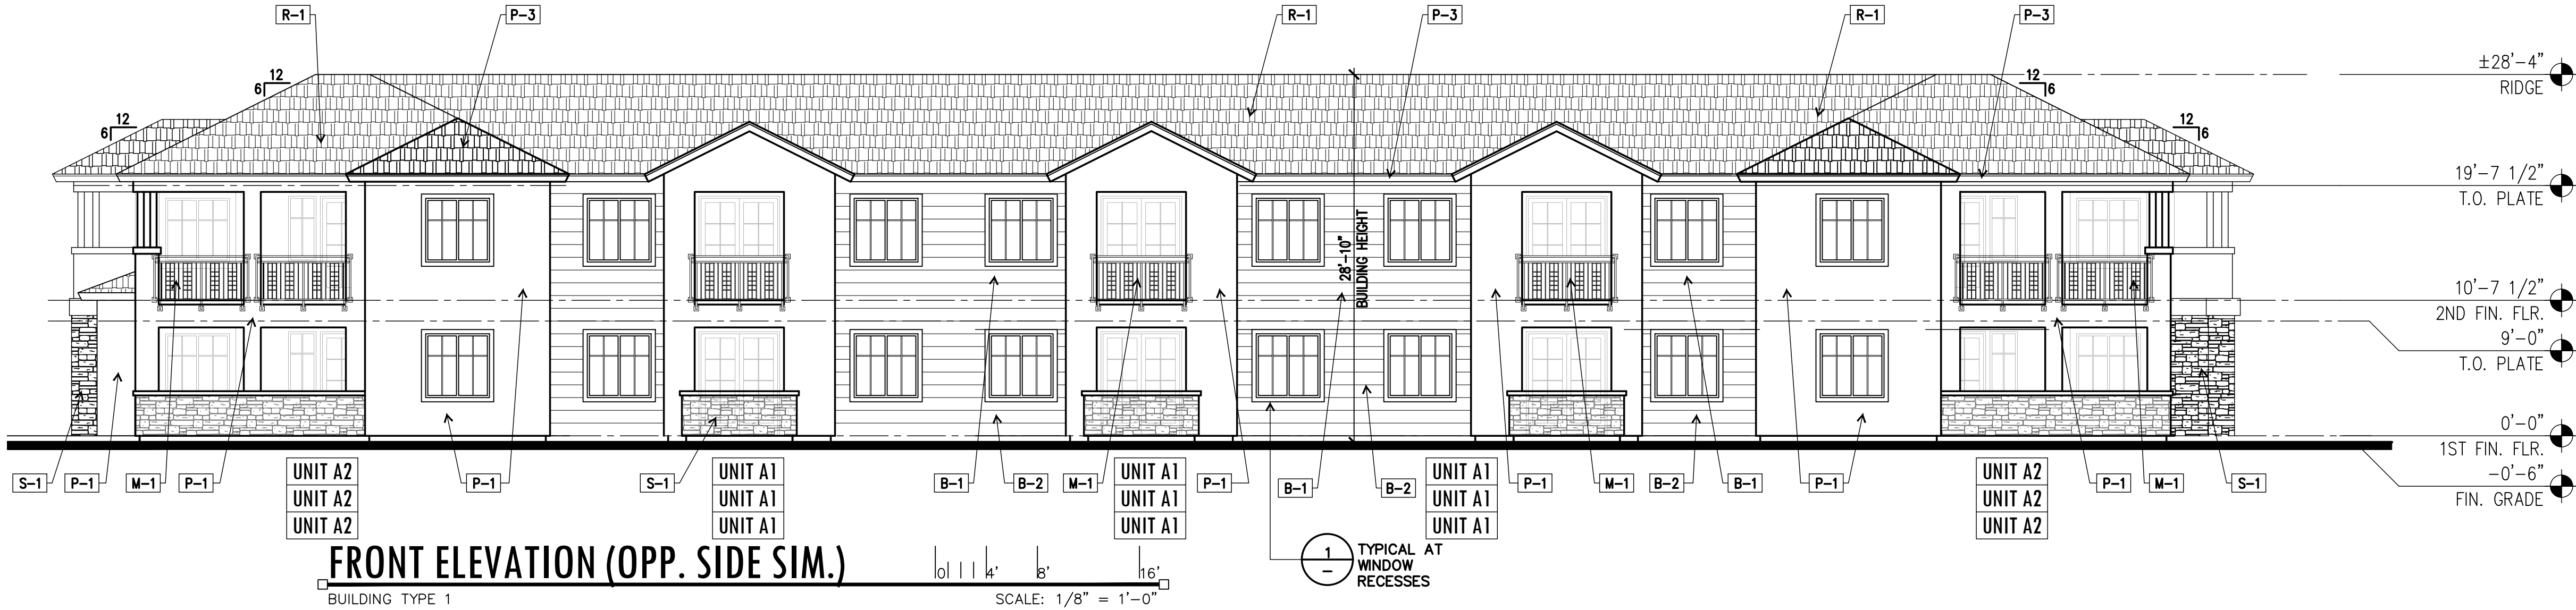 R-1
P-3
R-1
P-3
R-1
P-3
±28'-4"
RIDGE
12
6
12
6
12
6
12
6
19'-7 1/2"
T.O. PLATE
28'-10"
BUILDING HEIGHT
10'-7 1/2"
2ND FIN. FLR.
9'-0"
T.O. PLATE
0'-0"
1ST FIN. FLR.
-0'-6"
FIN. GRADE
S-1
P-1
M-1
P-1
UNIT A2
UNIT A2
UNIT A2
P-1
S-1
UNIT A1
UNIT A1
UNIT A1
B-1
B-2
M-1
UNIT A1
UNIT A1
UNIT A1
P-1
B-1
B-2
UNIT A1
UNIT A1
UNIT A1
P-1
M-1
B-2
B-1
P-1
UNIT A2
UNIT A2
UNIT A2
P-1
M-1
S-1
FRONT ELEVATION (OPP. SIDE SIM.)
0 4' 8' 16'
BUILDING TYPE 1
SCALE: 1/8" = 1'-0"
1
-
TYPICAL AT
WINDOW
RECESSES